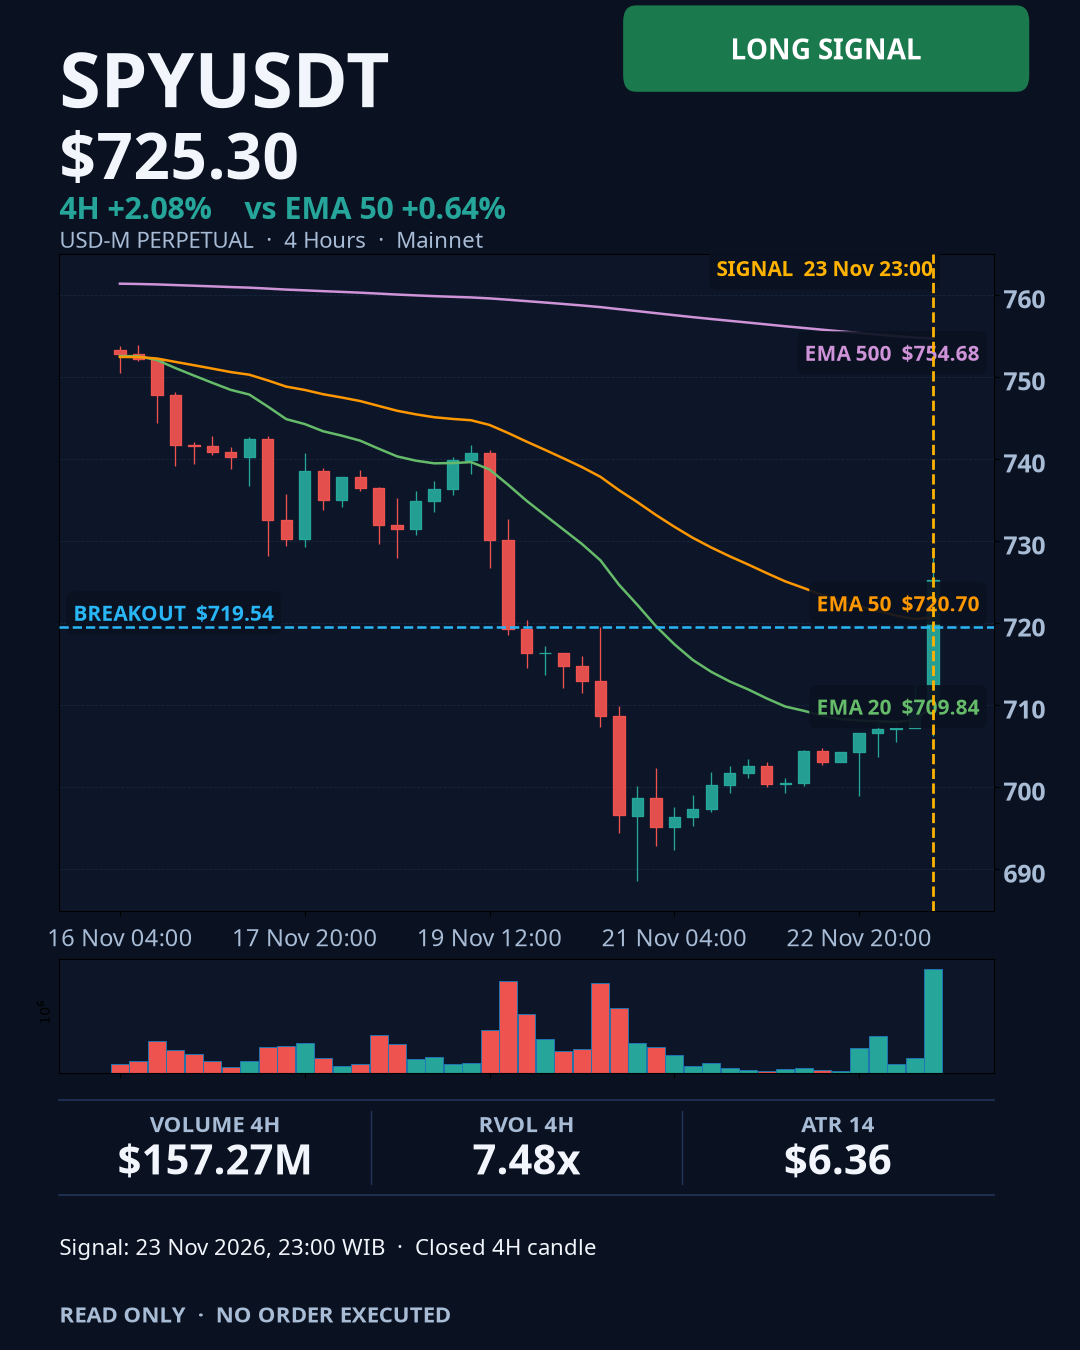 LONG SIGNAL
SPYUSDT
$725.30
4H +2.08% vs EMA 50 +0.64%
USD-M PERPETUAL · 4 Hours · Mainnet
SIGNAL 23 Nov 23:00
760
EMA 500 $754.68
750
740
730
EMA 50 $720.70
BREAKOUT $719.54
720
EMA 20 $709.84
710
700
690
16 Nov 04:00 17 Nov 20:00 19 Nov 12:00 21 Nov 04:00 22 Nov 20:00
10⁶
VOLUME 4H RVOL 4H ATR 14
$157.27M 7.48x $6.36
Signal: 23 Nov 2026, 23:00 WIB · Closed 4H candle
READ ONLY · NO ORDER EXECUTED